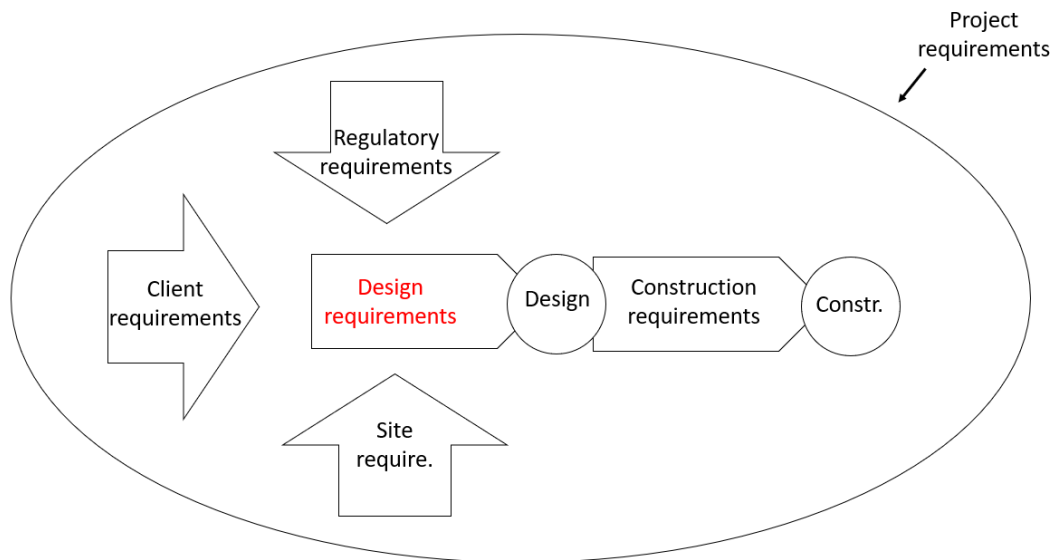 Project
requirements
Regulatory
requirements
Client
requirements
Design
requirements
Design
Construction
requirements
Constr.
Site
require.